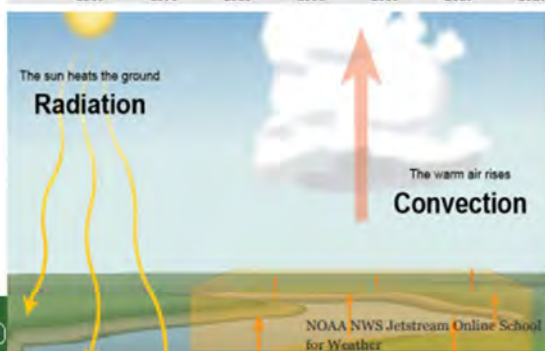 The sun heats the ground
Radiation
The warm air rises
Convection
NOAA NWS Jetstream Online School
for Weather